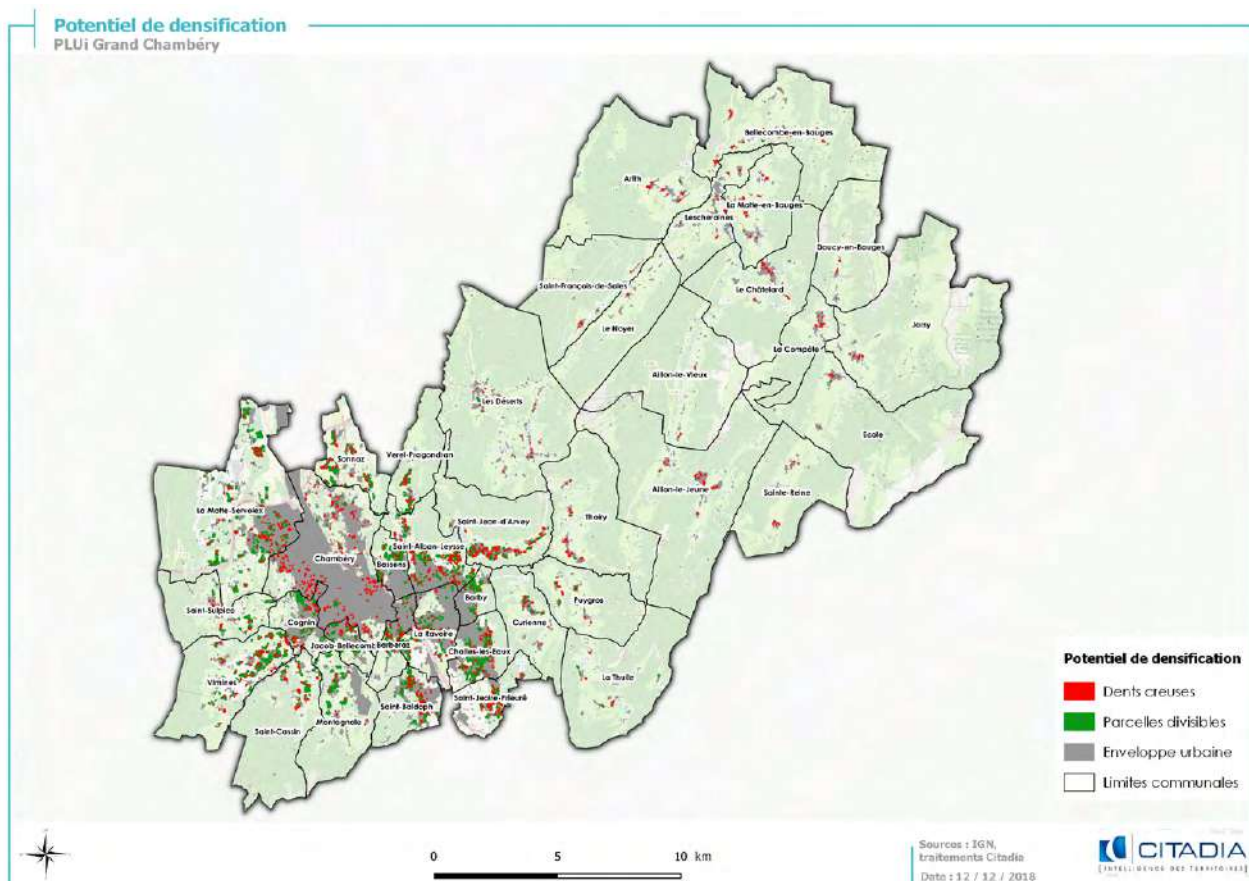 Potentiel de densification
PLUi Grand Chambéry
Bellecombe-en-Bauges
Arith
La Motte-en-Bauges
Lescheraines
Doucy-en-Bauges
Saint-François-de-Sales
Le Châtelard
Jarsy
Le Noyer
La Compôte
Aillon-le-Vieux
Les Déserts
Ecole
Sonnaz
Verel-Pragondran
Aillon-le-Jeune
Sainte-Reine
La Motte-Servolex
Saint-Jean-d'Arvey
Thoiry
Chambéry
Saint-Alban-Leysse
Bassens
Barby
Puygros
Saint-Sulpice
Cognin
Curienne
La Ravoire
Jacob-Bellecomb
Barberaz
Challes-les-Eaux
Vimines
La Thuile
Saint-Jeoire-Prieuré
Saint-Baldoph
Montagnole
Saint-Cassin
Potentiel de densification
Dents creuses
Parcelles divisibles
Enveloppe urbaine
Limites communales
0 5 10 km
Sources : IGN,
traitements Citadia
Date : 12 / 12 / 2018
CITADIA
[INTELLIGENCE DES TERRITOIRES]